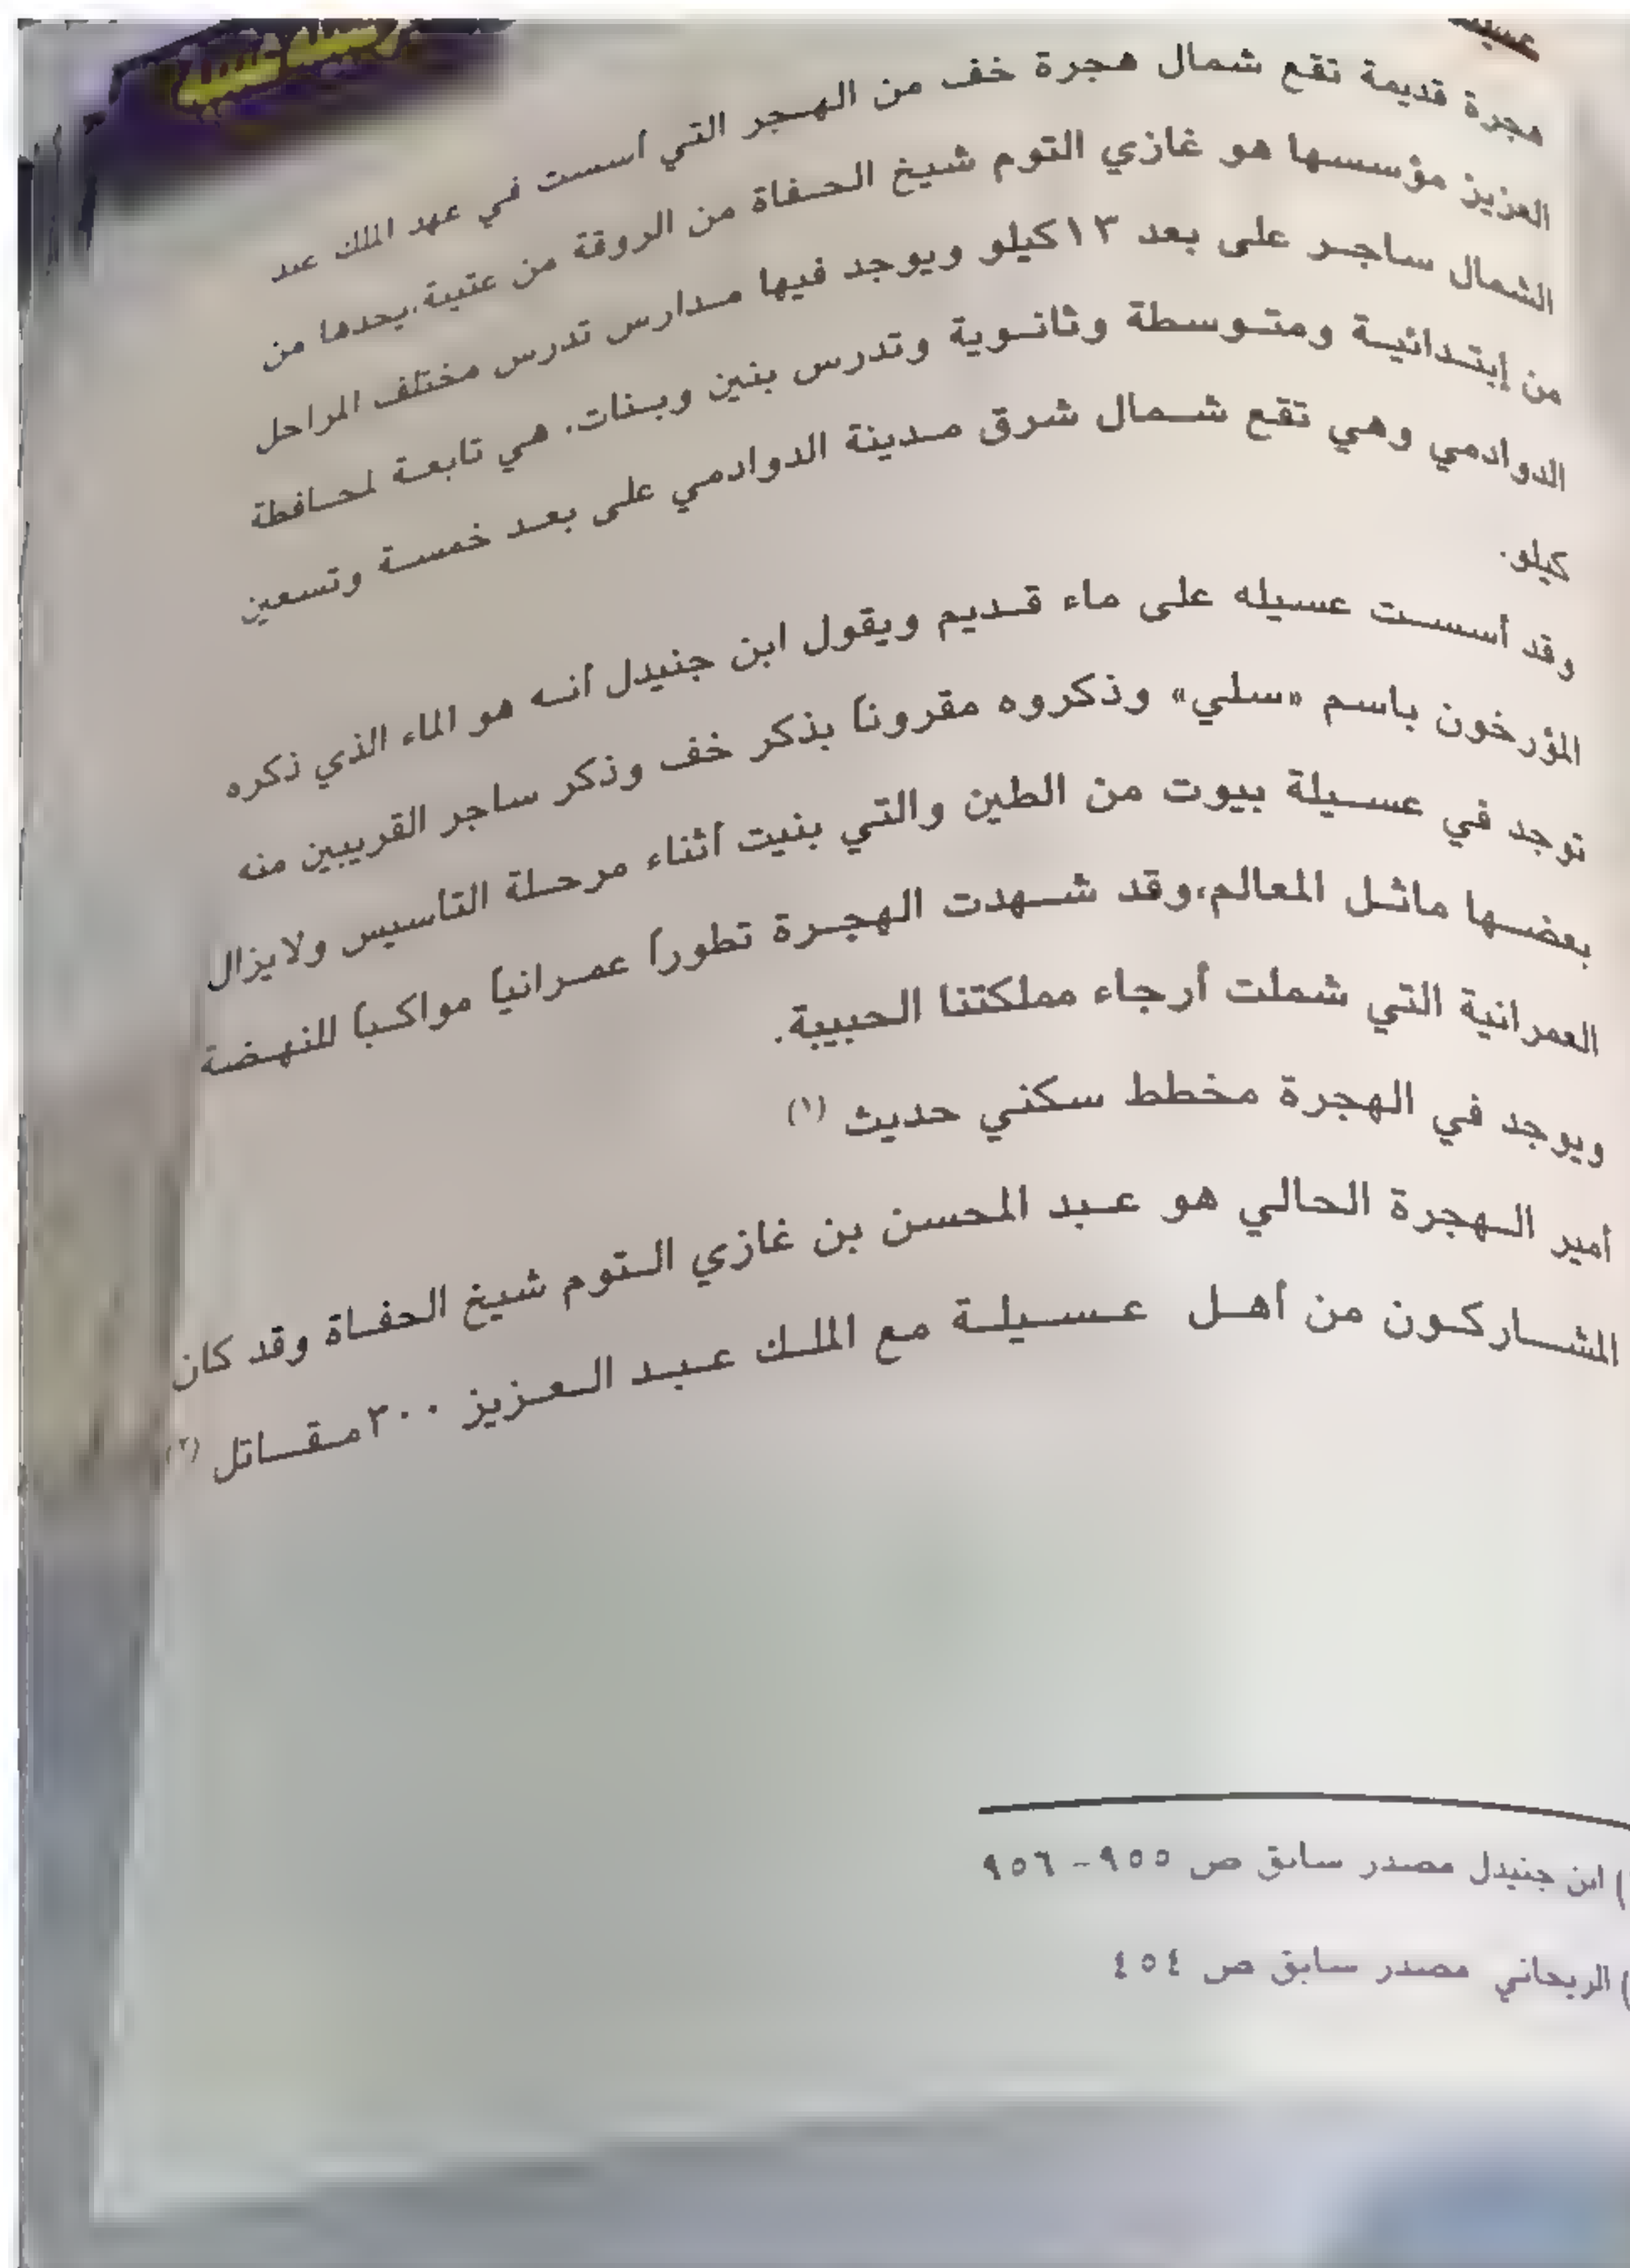 هجرة قديمة تقع شمال هجرة خف من الهجر التي أسست في عهد الملك عبد
العزيز مؤسسها هو غازي التوم شيخ الحفاة من الروقة من عتيبة،يحدها من
الشمال ساجر على بعد ١٣كيلو ويوجد فيها مدارس تدرس مختلف المراحل
من إبتدائية ومتوسطة وثانوية وتدرس بنين وبنات، هي تابعة لمحافظة
الدوادمي وهي تقع شمال شرق مدينة الدوادمي على بعد خمسة وتسعين
كيلو.
وقد أسست عسيله على ماء قديم ويقول ابن جنيدل أنه هو الماء الذي ذكره
المؤرخون باسم «سلي» وذكروه مقروناً بذكر خف وذكر ساجر القريبين منه
توجد في عسيلة بيوت من الطين والتي بنيت أثناء مرحلة التأسيس ولايزال
بعضها ماثل المعالم،وقد شهدت الهجرة تطوراً عمرانياً مواكباً للنهضة
العمرانية التي شملت أرجاء مملكتنا الحبيبة.
ويوجد في الهجرة مخطط سكني حديث (١)
أمير الهجرة الحالي هو عبد المحسن بن غازي التوم شيخ الحفاة وقد كان
المشاركون من أهل عسيلة مع الملك عبد العزيز ٣٠٠مقاتل (٢)
) ابن جنيدل مصدر سابق ص ٩٥٥- ٩٥٦
) الريحاني مصدر سابق ص ٤٥٤